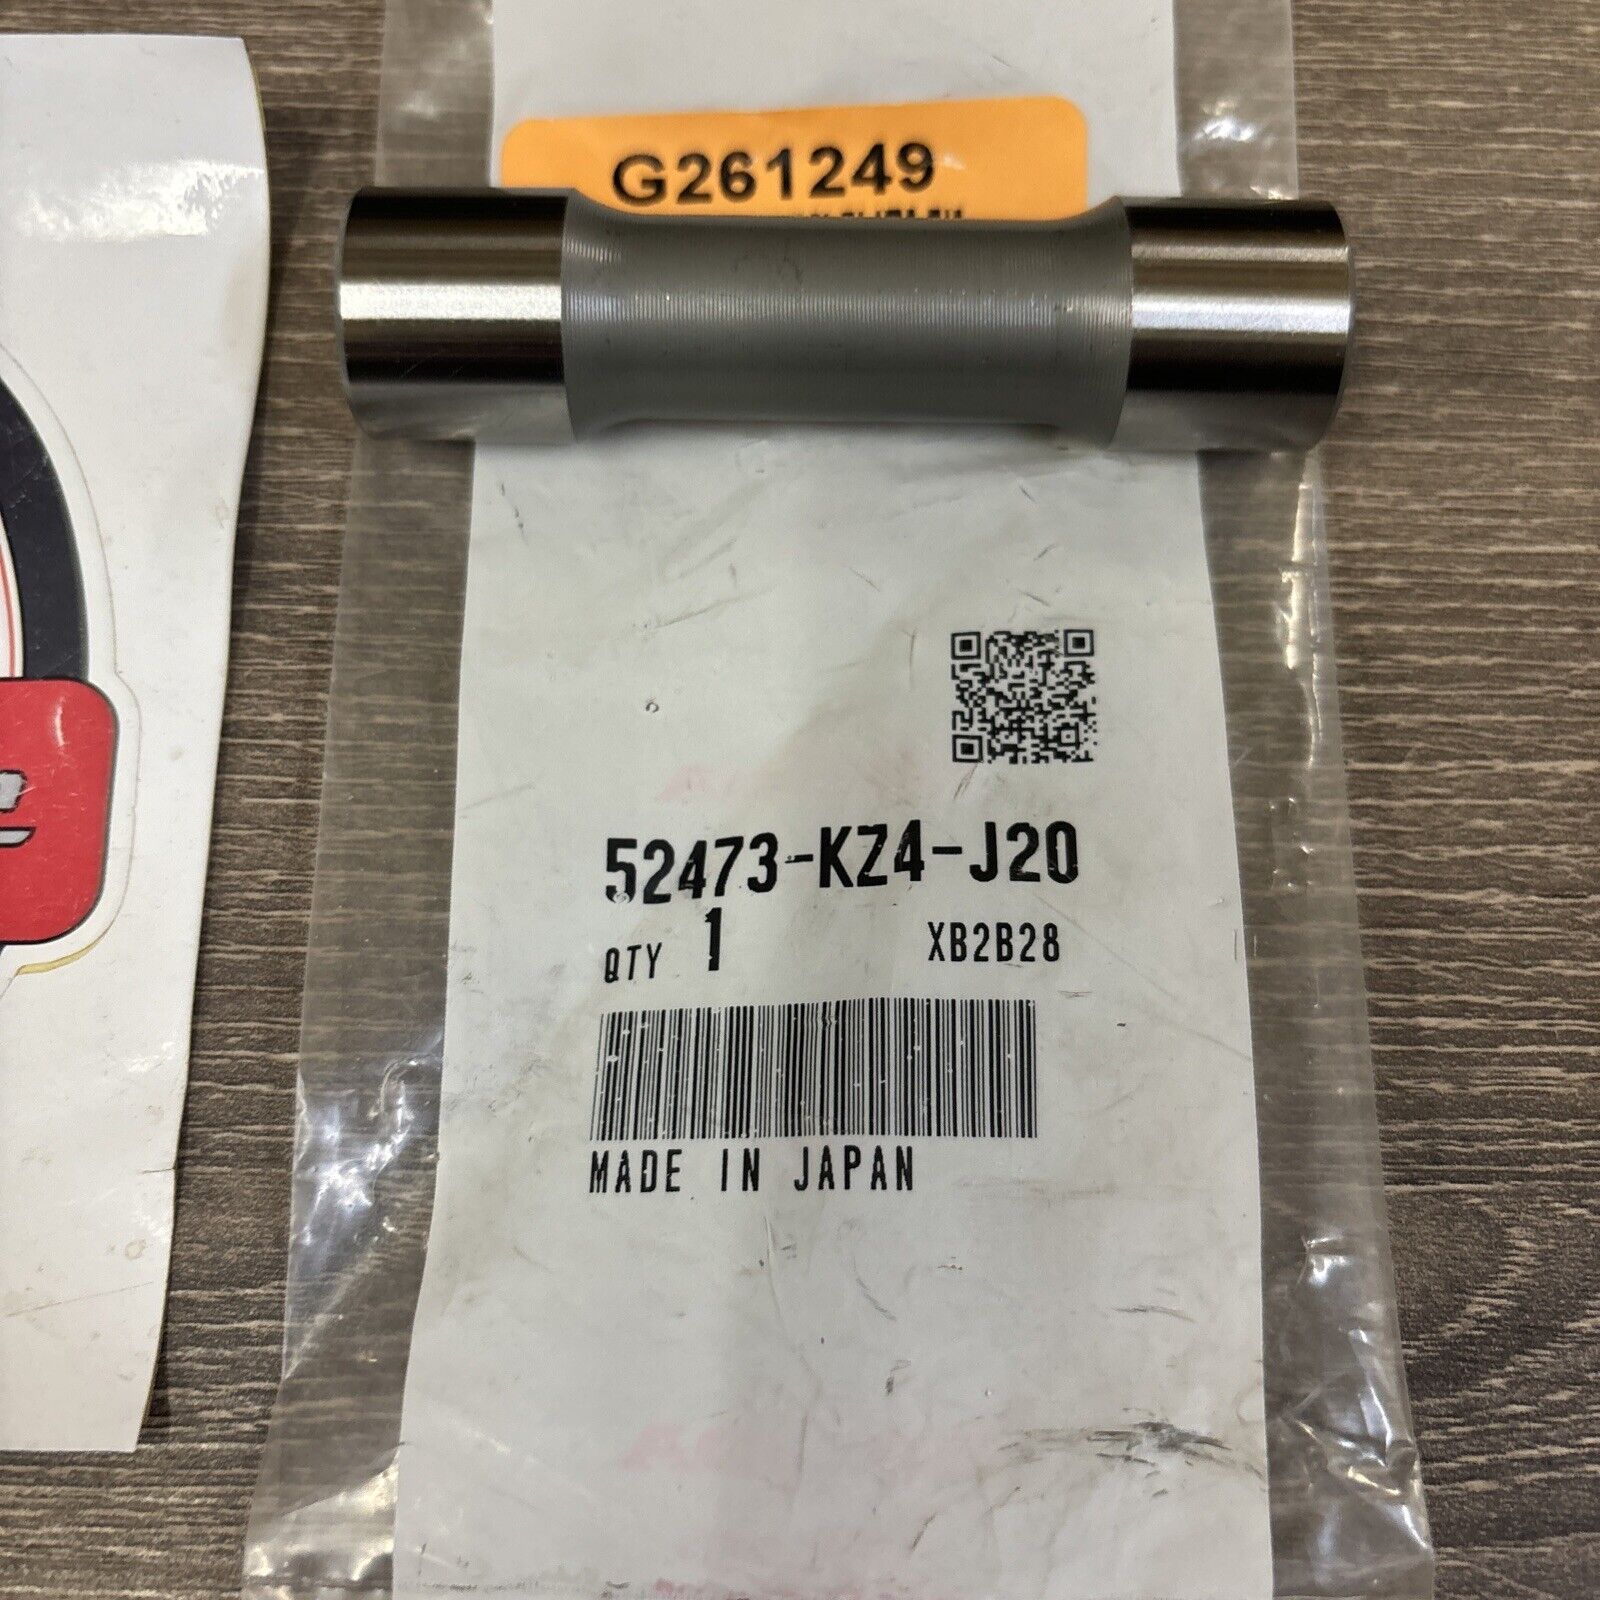 G261249
52473-KZ4-J20
QTY 1 XB2B28
MADE IN JAPAN